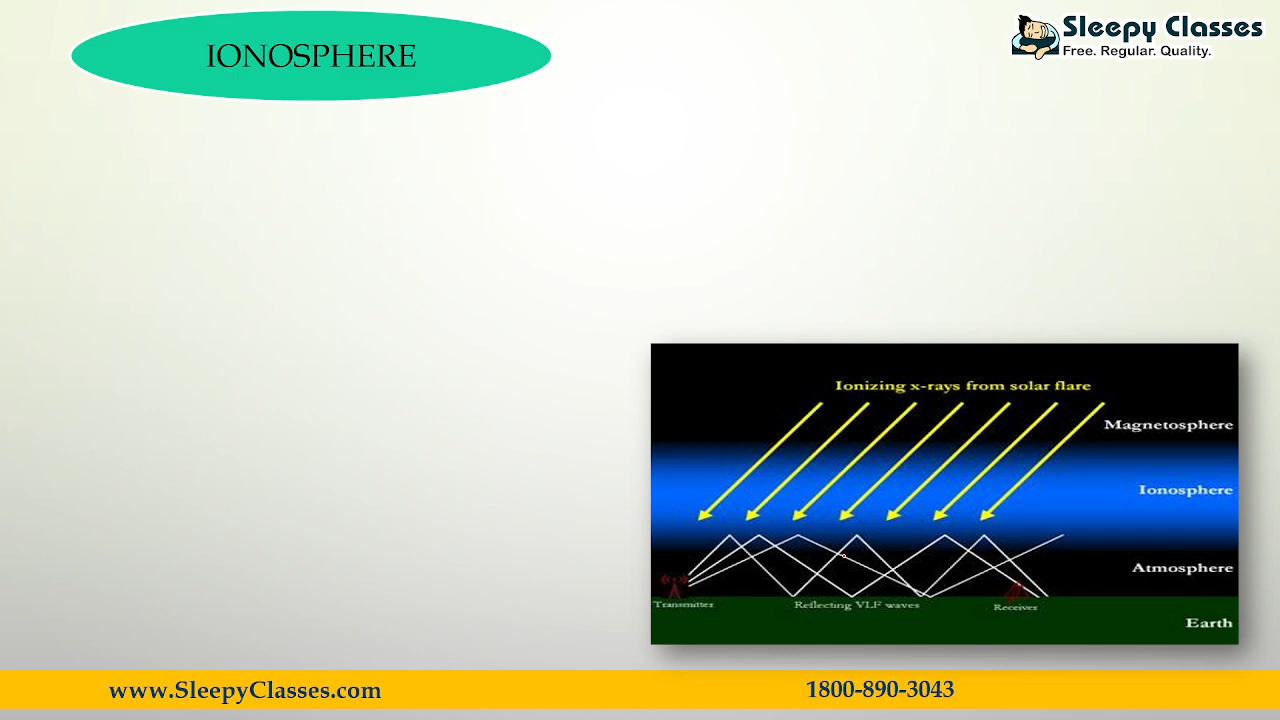 IONOSPHERE
Sleepy Classes
Free. Regular. Quality.
Ionizing x-rays from solar flare
Magnetosphere
Ionosphere
Atmosphere
Transmitter
Reflecting VLF waves
Receiver
Earth
www.SleepyClasses.com
1800-890-3043